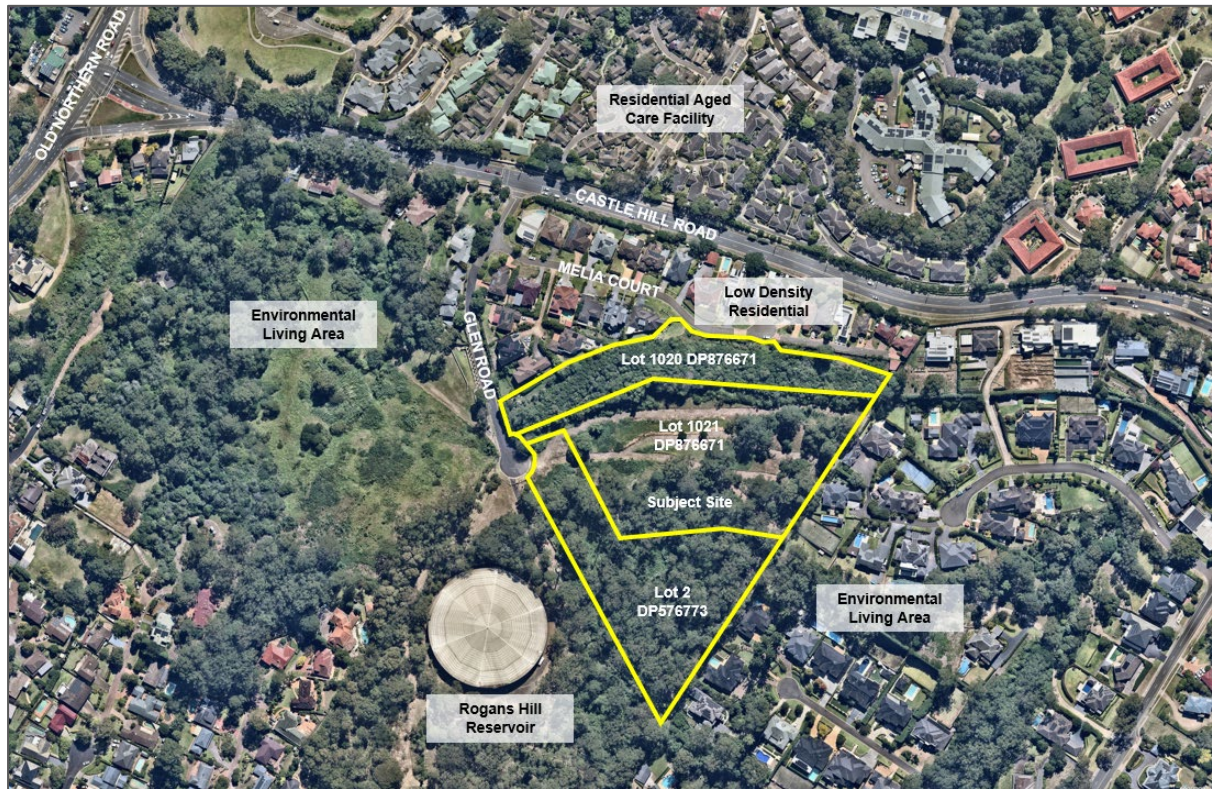 OLD NORTHERN ROAD
Residential Aged
Care Facility
CASTLE HILL ROAD
MELIA COURT
Low Density
Residential
Environmental
Living Area
GLEN ROAD
Lot 1020 DP876671
Lot 1021
DP876671
Subject Site
Lot 2
DP576773
Environmental
Living Area
Rogans Hill
Reservoir